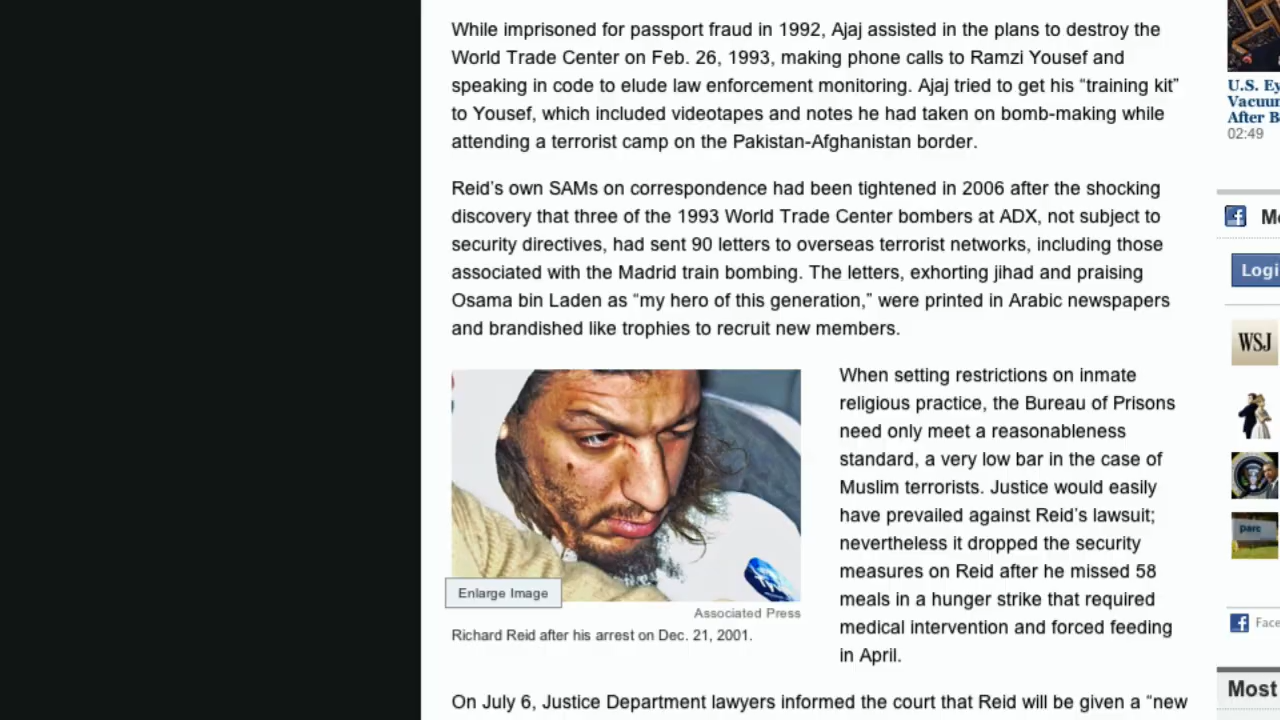 While imprisoned for passport fraud in 1992, Ajaj assisted in the plans to destroy the
World Trade Center on Feb. 26, 1993, making phone calls to Ramzi Yousef and
speaking in code to elude law enforcement monitoring. Ajaj tried to get his “training kit”
to Yousef, which included videotapes and notes he had taken on bomb-making while
attending a terrorist camp on the Pakistan-Afghanistan border.
Reid’s own SAMs on correspondence had been tightened in 2006 after the shocking
discovery that three of the 1993 World Trade Center bombers at ADX, not subject to
security directives, had sent 90 letters to overseas terrorist networks, including those
associated with the Madrid train bombing. The letters, exhorting jihad and praising
Osama bin Laden as “my hero of this generation,” were printed in Arabic newspapers
and brandished like trophies to recruit new members.
Enlarge Image
Associated Press
Richard Reid after his arrest on Dec. 21, 2001.
When setting restrictions on inmate
religious practice, the Bureau of Prisons
need only meet a reasonableness
standard, a very low bar in the case of
Muslim terrorists. Justice would easily
have prevailed against Reid’s lawsuit;
nevertheless it dropped the security
measures on Reid after he missed 58
meals in a hunger strike that required
medical intervention and forced feeding
in April.
On July 6, Justice Department lawyers informed the court that Reid will be given a “new
U.S. Ey
Vacuum
After B
02:49
Logi
WSJ
parc
Face
Most